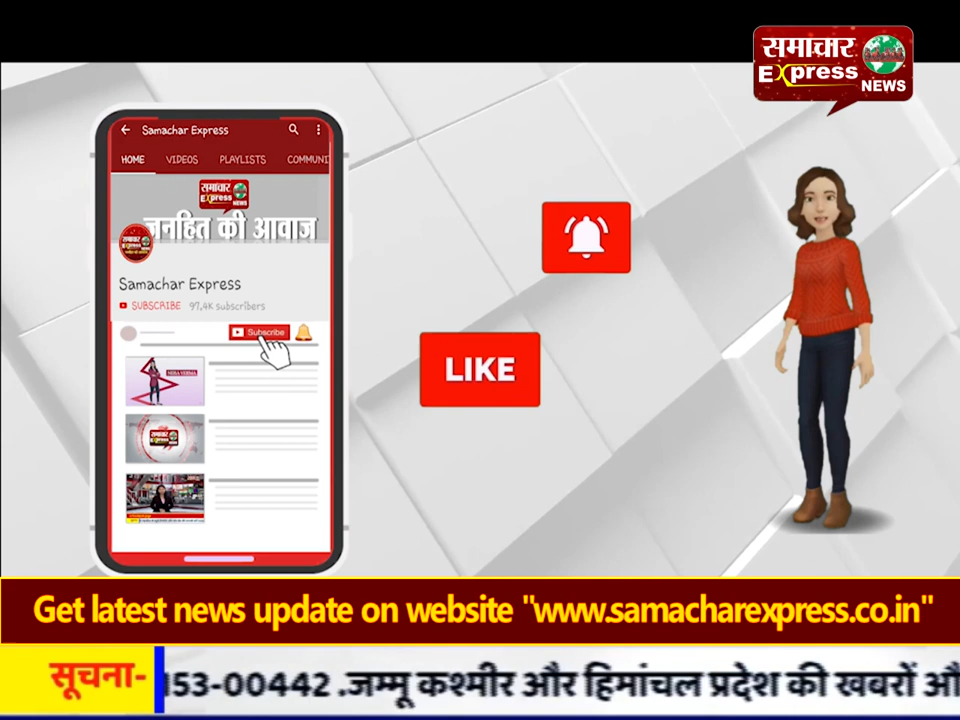 समाचार
Express
NEWS
Samachar Express
HOME VIDEOS PLAYLISTS COMMUNI
समाचार
Express
NEWS
जनहित की आवाज
Samachar Express
SUBSCRIBE 97.4K subscribers
Subscribe
LIKE
Get latest news update on website "www.samacharexpress.co.in"
सूचना- 153-00442 .जम्मू कश्मीर और हिमांचल प्रदेश की खबरों औ